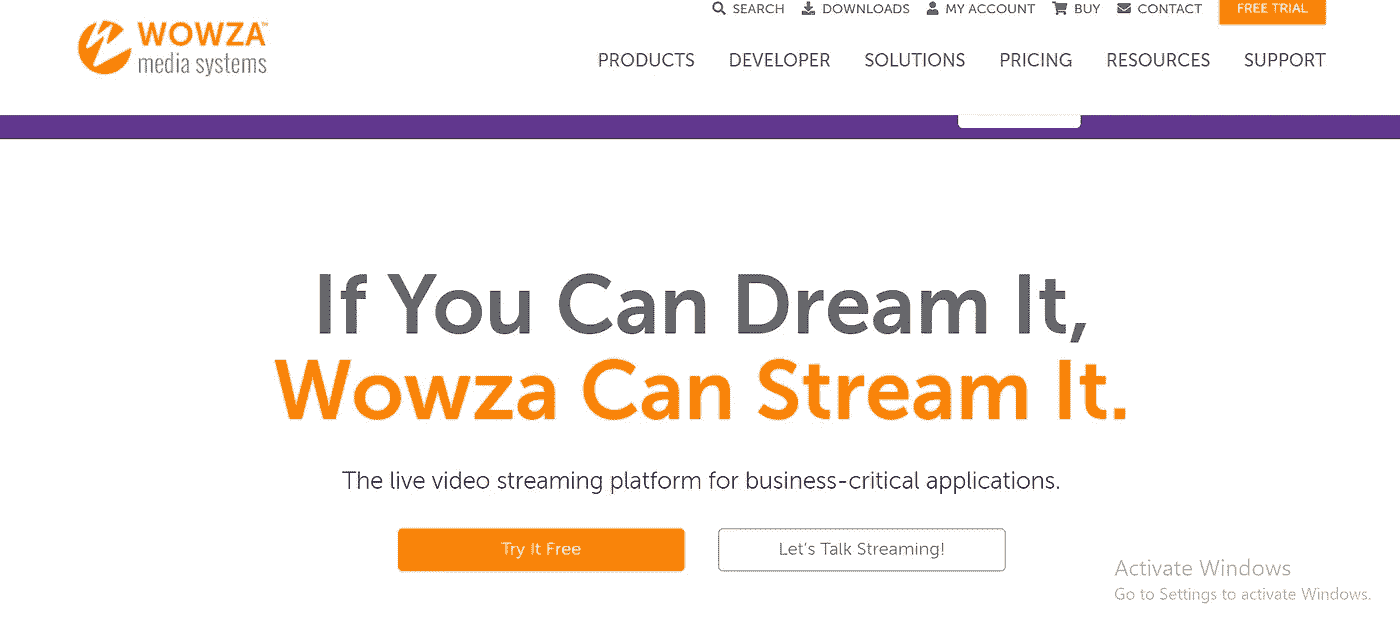 SEARCH DOWNLOADS MY ACCOUNT BUY CONTACT FREE TRIAL
WOWZA™
media systems
PRODUCTS DEVELOPER SOLUTIONS PRICING RESOURCES SUPPORT
If You Can Dream It,
Wowza Can Stream It.
The live video streaming platform for business-critical applications.
Try It Free Let's Talk Streaming!
Activate Windows
Go to Settings to activate Windows.